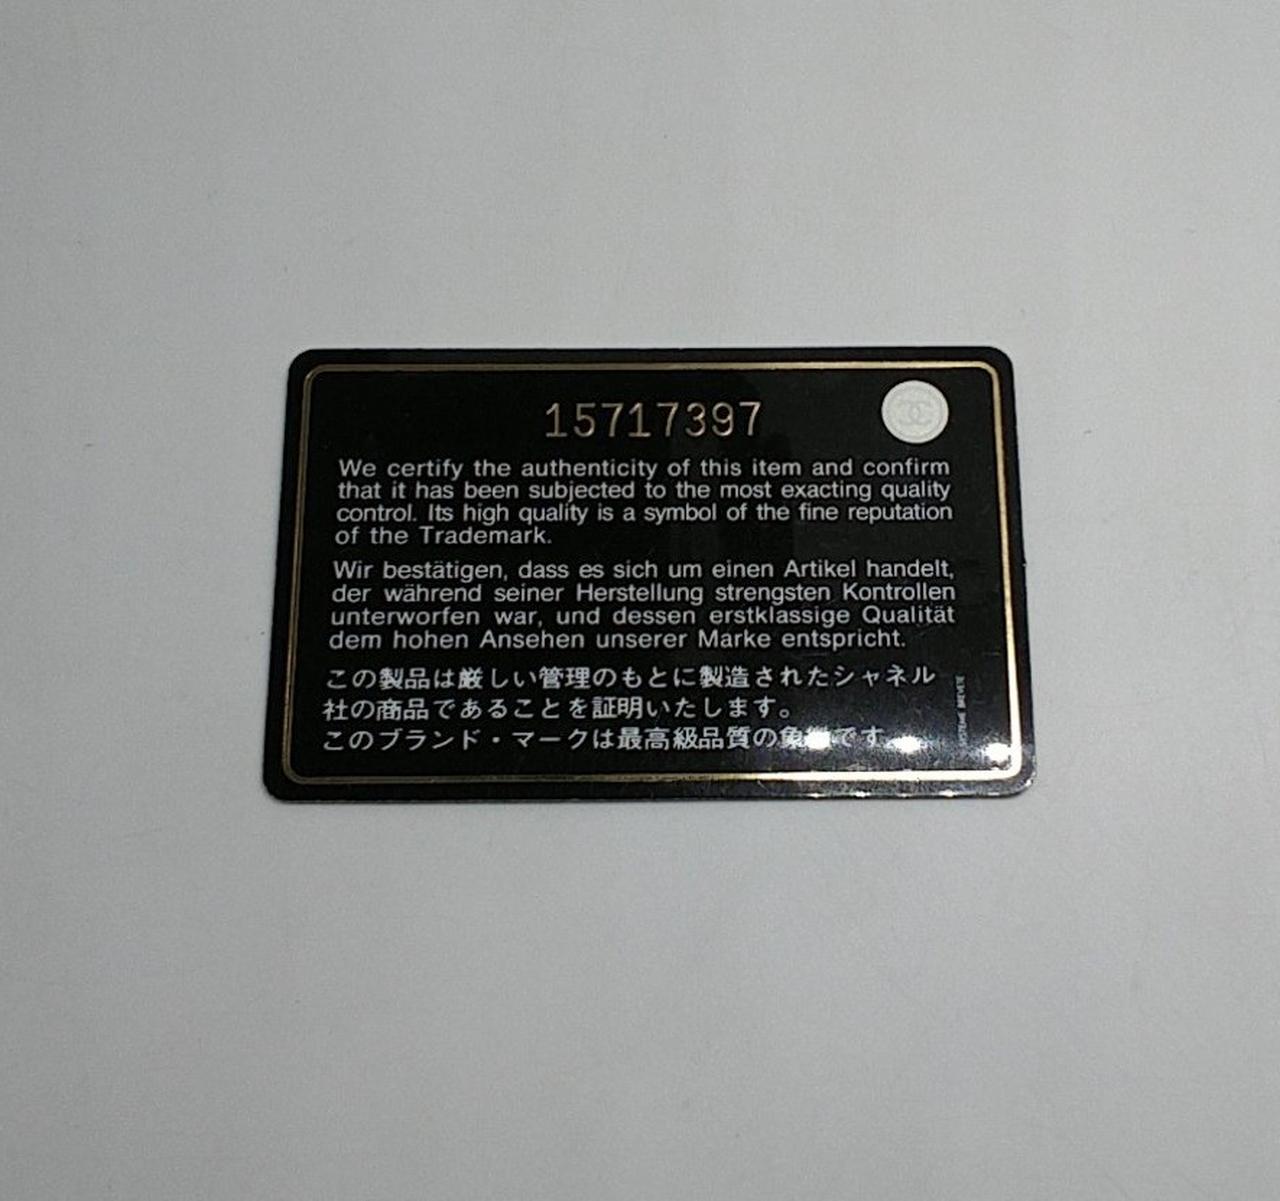 15717397
We certify the authenticity of this item and confirm
that it has been subjected to the most exacting quality
control. Its high quality is a symbol of the fine reputation
of the Trademark.
Wir bestätigen, dass es sich um einen Artikel handelt,
der während seiner Herstellung strengsten Kontrollen
unterworfen war, und dessen erstklassige Qualität
dem hohen Ansehen unserer Marke entspricht.
この製品は厳しい管理のもとに製造されたシャネル
社の商品であることを証明いたします。
このブランド・マークは最高級品質の象徴です。
BREVETE